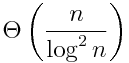 Θ(n / log² n)